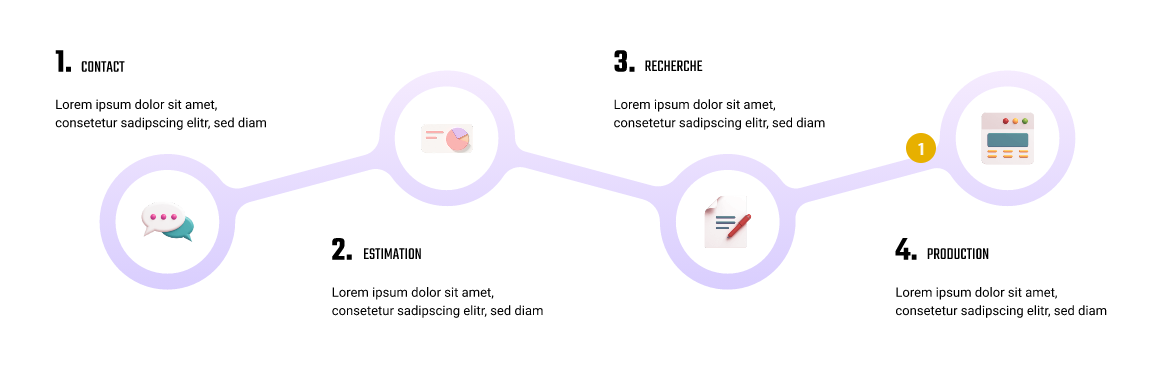 1. CONTACT
Lorem ipsum dolor sit amet,
consetetur sadipscing elitr, sed diam
2. ESTIMATION
Lorem ipsum dolor sit amet,
consetetur sadipscing elitr, sed diam
3. RECHERCHE
Lorem ipsum dolor sit amet,
consetetur sadipscing elitr, sed diam
1
4. PRODUCTION
Lorem ipsum dolor sit amet,
consetetur sadipscing elitr, sed diam